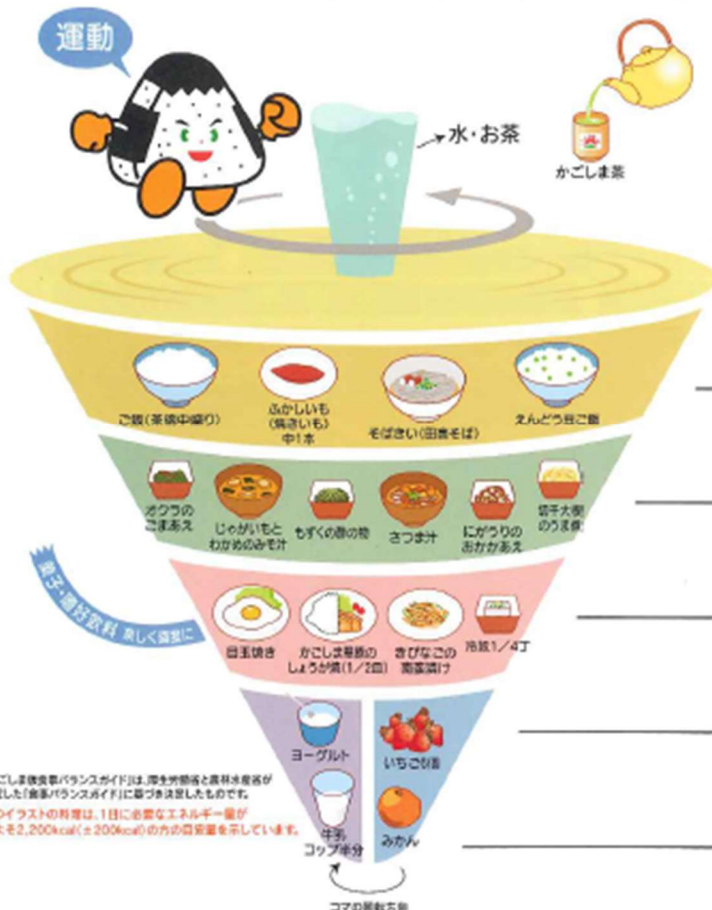 運動
水・お茶
かごしま茶
ご飯(茶碗中盛り)
ふかしいも
(焼きいも)
中1本
そばきい(田舎そば)
えんどう豆ご飯
オクラの
ごまあえ
じゃがいもと
わかめのみそ汁
もずくの酢の物
さつま汁
にがうりの
おかかあえ
切干大根
のうま煮
菓子・嗜好飲料 楽しく適度に
目玉焼き
かごしま黒豚の
しょうが焼(1/2皿)
きびなごの
南蛮漬け
冷奴1/4丁
ヨーグルト
いちご6個
牛乳
コップ半分
みかん
ごしま版食事バランスガイド」は、厚生労働省と農林水産省が
した「食事バランスガイド」に基づき決定したものです。
イラストの料理は、1日に必要なエネルギー量が
よそ2,200kcal(±200kcal)の方の目安量を示しています。
コマの回転方向